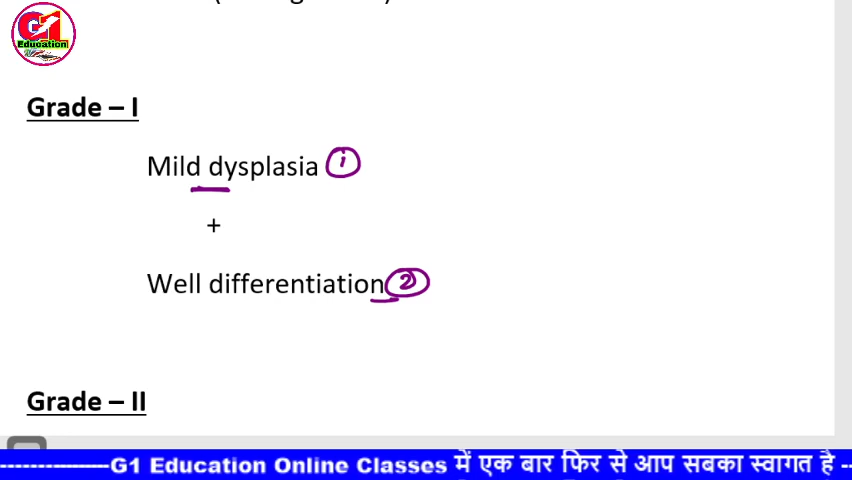 G1
Education
Grade – I
Mild dysplasia 1
+
Well differentiation 2
Grade – II
---------------------G1 Education Online Classes में एक बार फिर से आप सबका स्वागत है --